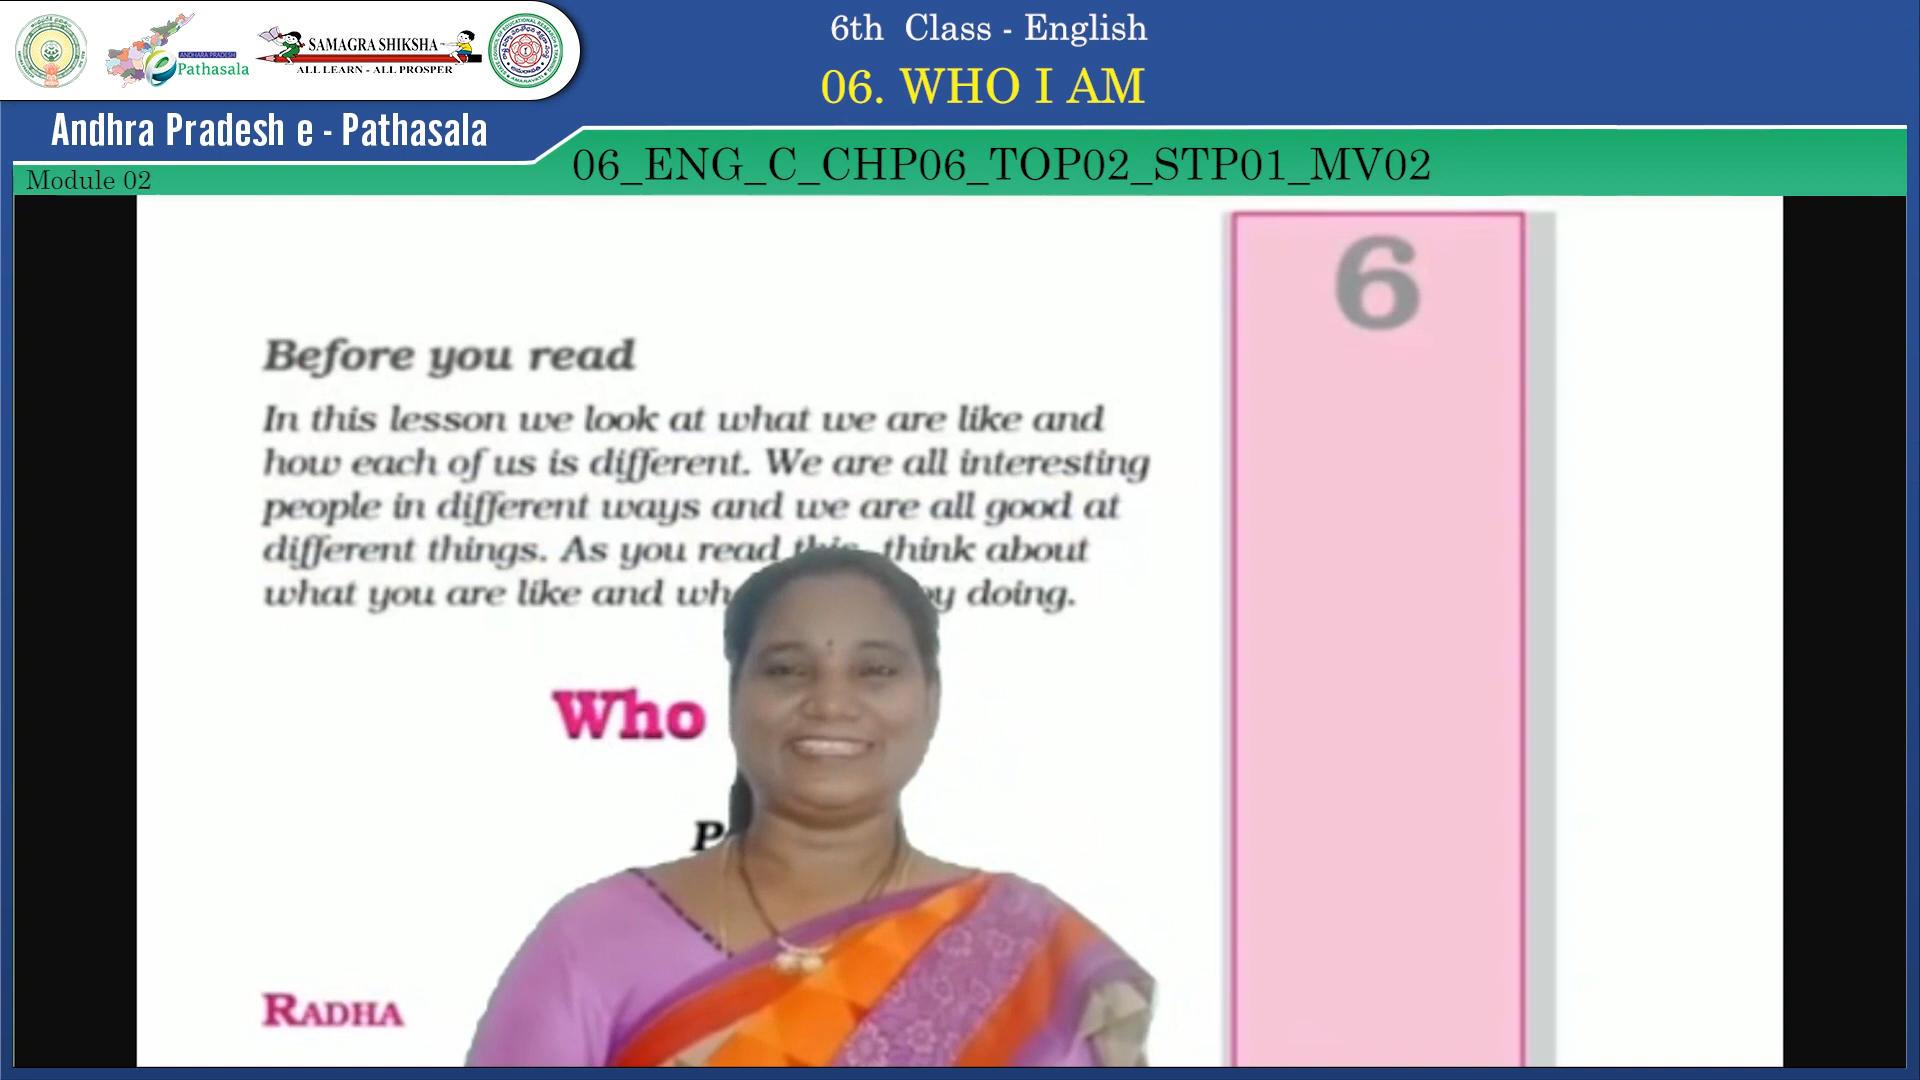 6th Class - English
06. WHO I AM
ANDHRA PRADESH
e Pathasala
SAMAGRA SHIKSHA
ALL LEARN - ALL PROSPER
Andhra Pradesh e - Pathasala
06_ENG_C_CHP06_TOP02_STP01_MV02
Module 02
6
Before you read
In this lesson we look at what we are like and
how each of us is different. We are all interesting
people in different ways and we are all good at
different things. As you read this, think about
what you are like and doing.
Who
RADHA